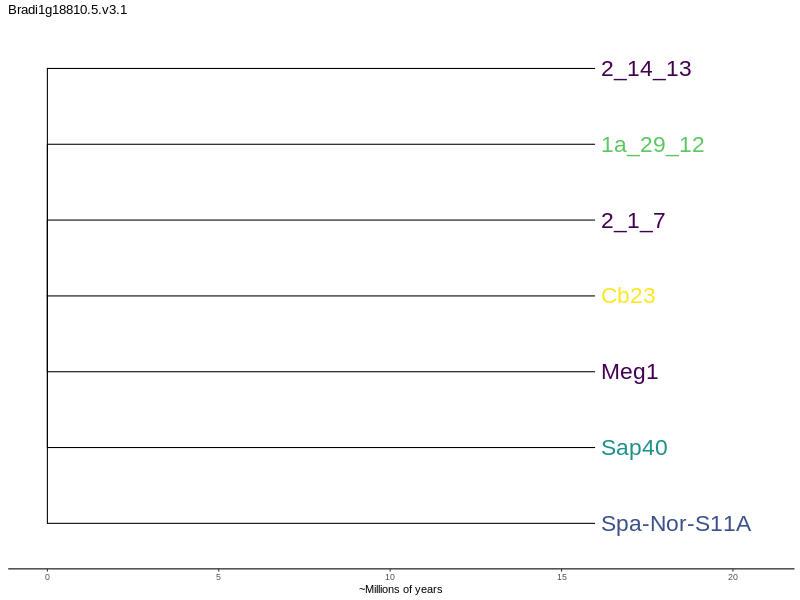 Bradi1g18810.5.v3.1
2_14_13
1a_29_12
2_1_7
Cb23
Meg1
Sap40
Spa-Nor-S11A
0 5 10 15 20
~Millions of years